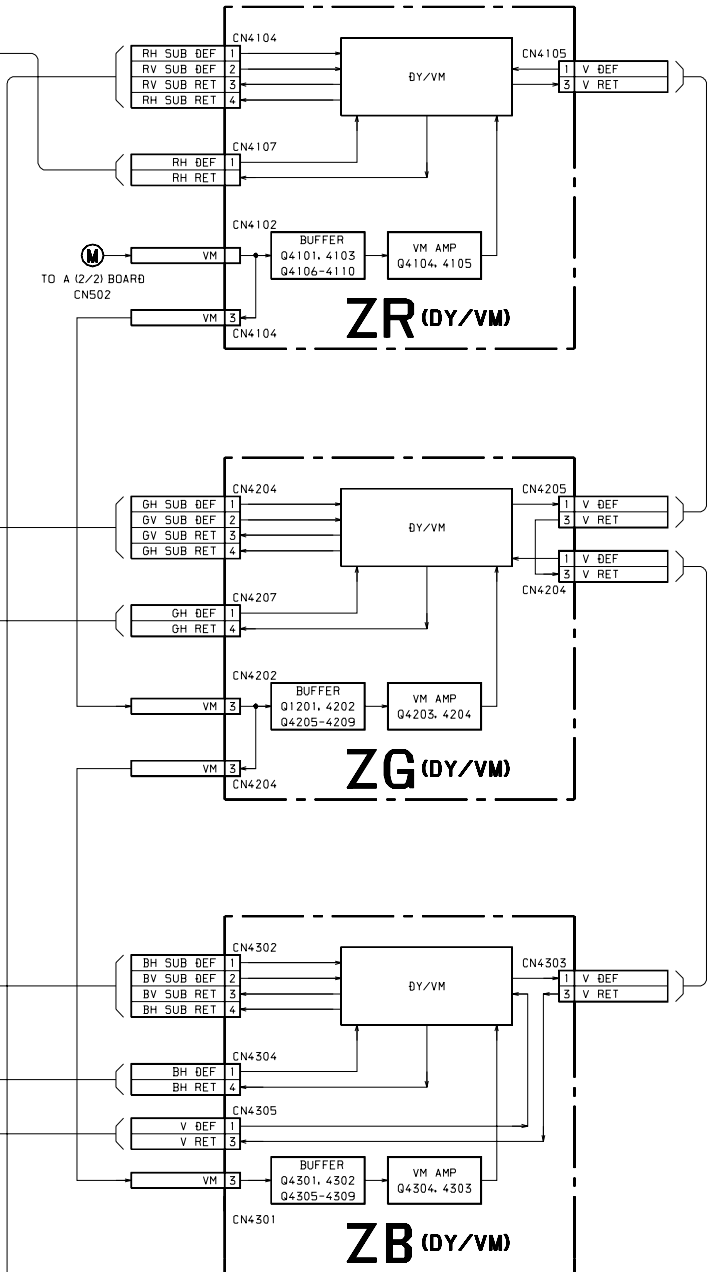 CN4104
RH SUB DEF 1
RV SUB DEF 2
RV SUB RET 3
RH SUB RET 4
DY/VM
CN4105
1 V DEF
3 V RET
CN4107
RH DEF 1
RH RET
CN4102
M
VM
BUFFER
Q4101, 4103
Q4106-4110
VM AMP
Q4104, 4105
TO A (2/2) BOARD
CN502
VM 3
CN4104
ZR (DY/VM)
CN4204
GH SUB DEF 1
GV SUB DEF 2
GV SUB RET 3
GH SUB RET 4
DY/VM
CN4205
1 V DEF
3 V RET
1 V DEF
3 V RET
CN4204
CN4207
GH DEF 1
GH RET 4
CN4202
VM 3
BUFFER
Q1201, 4202
Q4205-4209
VM AMP
Q4203, 4204
VM 3
CN4204
ZG (DY/VM)
CN4302
BH SUB DEF 1
BV SUB DEF 2
BV SUB RET 3
BH SUB RET 4
DY/VM
CN4303
1 V DEF
3 V RET
CN4304
BH DEF 1
BH RET 4
CN4305
V DEF 1
V RET 3
VM 3
BUFFER
Q4301, 4302
Q4305-4309
VM AMP
Q4304, 4303
CN4301
ZB (DY/VM)